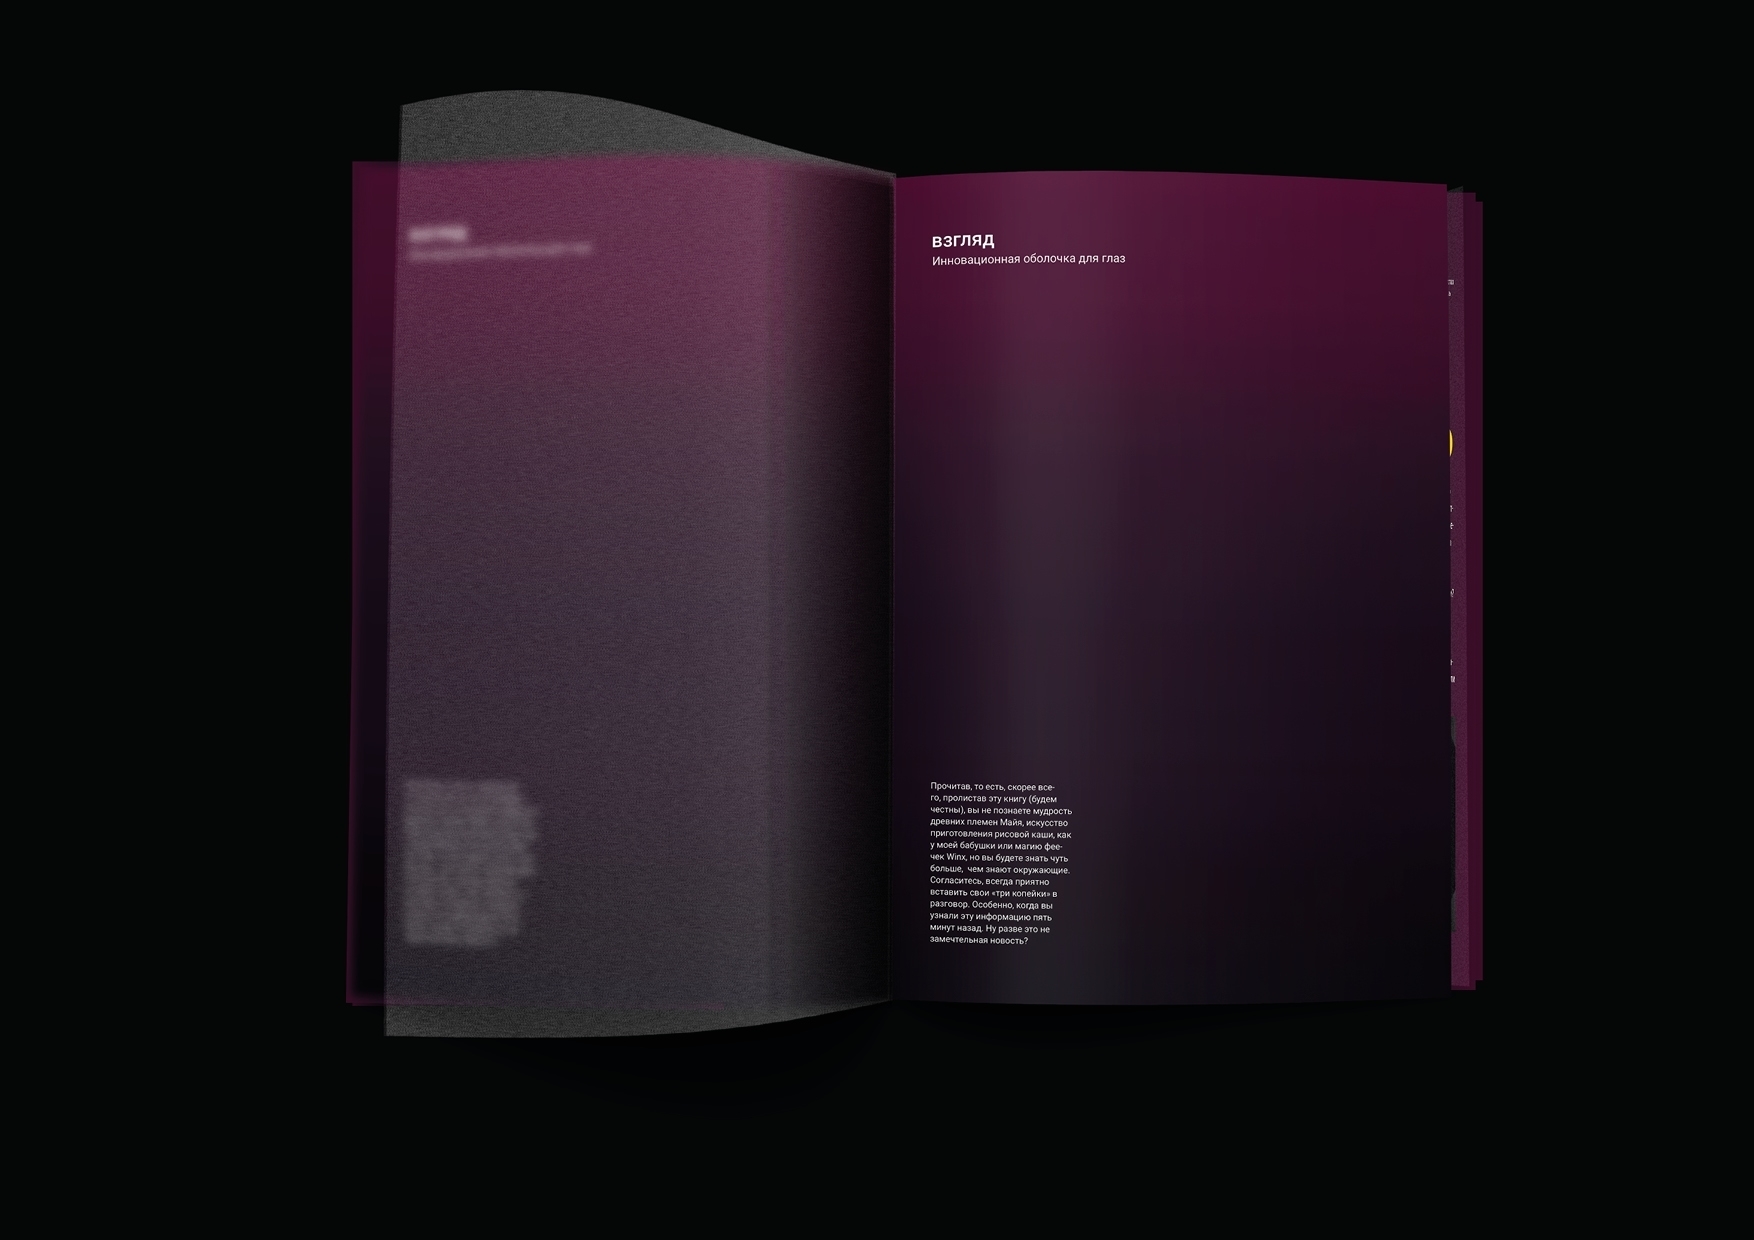 ВЗГЛЯД
Инновационная оболочка для глаз
Прочитав, то есть, скорее все-
го, пролистав эту книгу (будем
честны), вы не познаете мудрость
древних племен Майя, искусство
приготовления рисовой каши, как
у моей бабушки или магию фее-
чек Winx, но вы будете знать чуть
больше, чем знают окружающие.
Согласитесь, всегда приятно
вставить свои «три копейки» в
разговор. Особенно, когда вы
узнали эту информацию пять
минут назад. Ну разве это не
замечтельная новость?